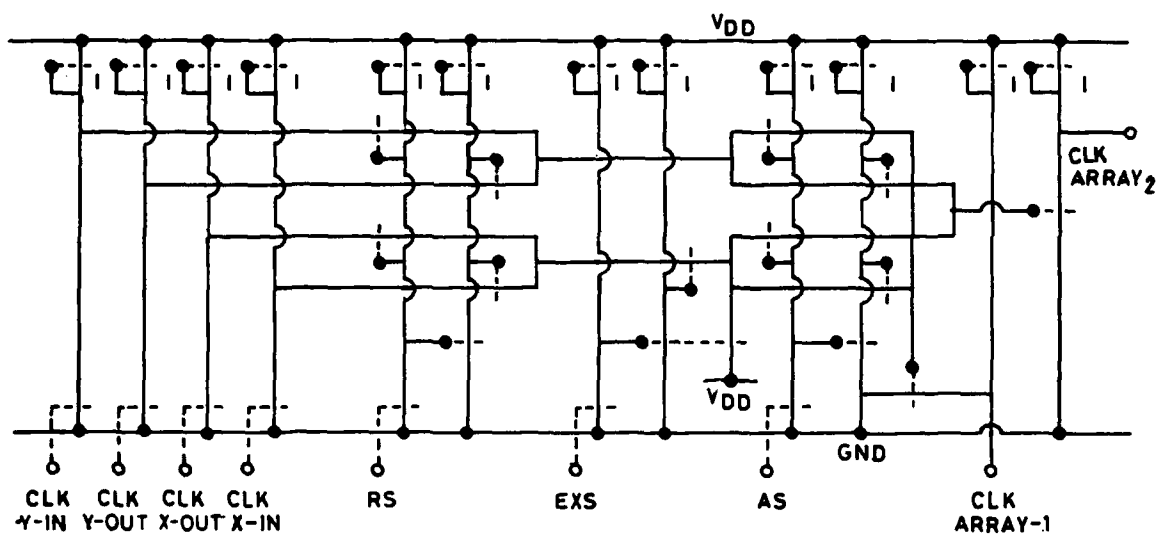 VDD
I I I I I I I I I I I I
CLK
ARRAY2
VDD
GND
CLK CLK CLK CLK RS EXS AS CLK
Y-IN Y-OUT X-OUT X-IN ARRAY-1